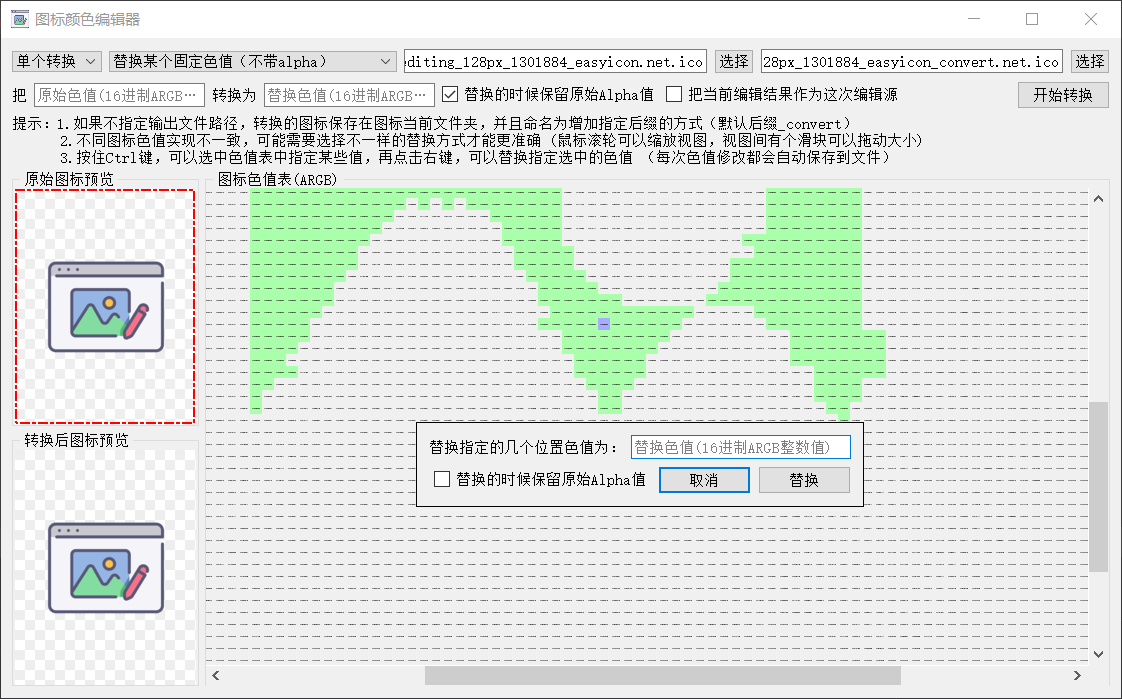 图标颜色编辑器
单个转换 替换某个固定色值（不带alpha） editing_128px_1301884_easyicon.net.ico 选择 28px_1301884_easyicon_convert.net.ico 选择
把 原始色值(16进制ARGB… 转换为 替换色值(16进制ARGB… 替换的时候保留原始Alpha值 把当前编辑结果作为这次编辑源 开始转换
提示：1.如果不指定输出文件路径，转换的图标保存在图标当前文件夹，并且命名为增加指定后缀的方式（默认后缀_convert）
2.不同图标色值实现不一致，可能需要选择不一样的替换方式才能更准确（鼠标滚轮可以缩放视图，视图间有个滑块可以拖动大小）
3.按住Ctrl键，可以选中色值表中指定某些值，再点击右键，可以替换指定选中的色值 （每次色值修改都会自动保存到文件）
原始图标预览
图标色值表(ARGB)
转换后图标预览
替换指定的几个位置色值为： 替换色值(16进制ARGB整数值)
替换的时候保留原始Alpha值 取消 替换